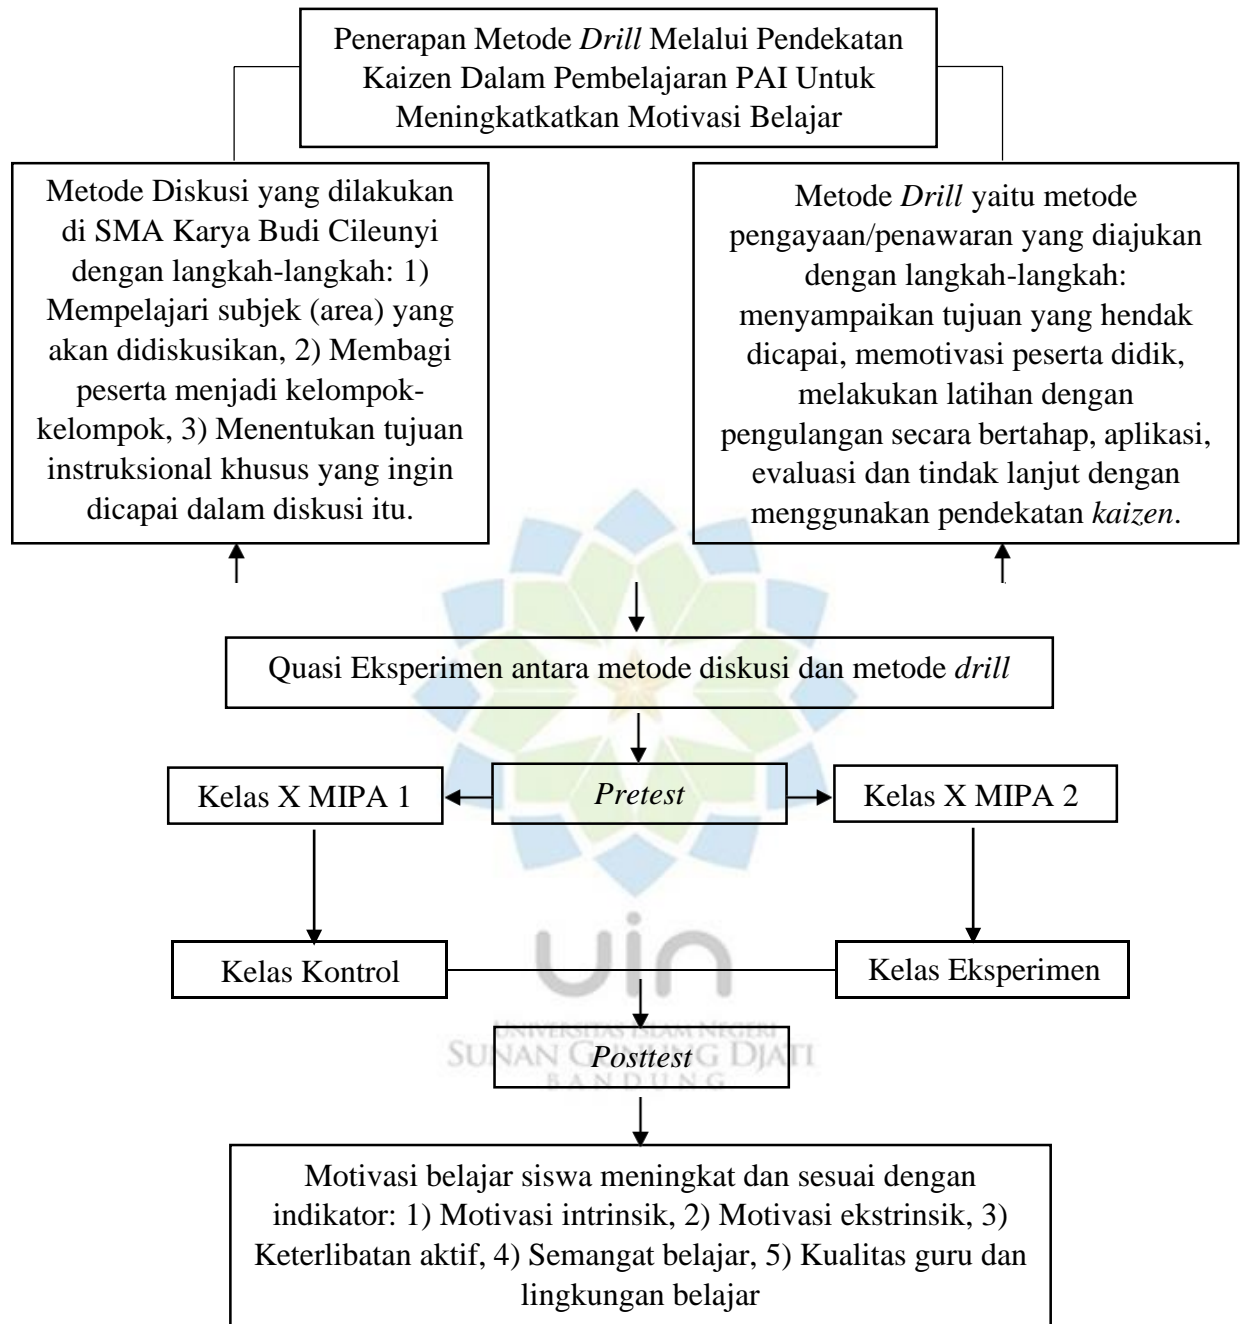 Penerapan Metode Drill Melalui Pendekatan
Kaizen Dalam Pembelajaran PAI Untuk
Meningkatkatkan Motivasi Belajar
Metode Diskusi yang dilakukan
di SMA Karya Budi Cileunyi
dengan langkah-langkah: 1)
Mempelajari subjek (area) yang
akan didiskusikan, 2) Membagi
peserta menjadi kelompok-
kelompok, 3) Menentukan tujuan
instruksional khusus yang ingin
dicapai dalam diskusi itu.
Metode Drill yaitu metode
pengayaan/penawaran yang diajukan
dengan langkah-langkah:
menyampaikan tujuan yang hendak
dicapai, memotivasi peserta didik,
melakukan latihan dengan
pengulangan secara bertahap, aplikasi,
evaluasi dan tindak lanjut dengan
menggunakan pendekatan kaizen.
Quasi Eksperimen antara metode diskusi dan metode drill
Kelas X MIPA 1
Pretest
Kelas X MIPA 2
Kelas Kontrol
uin
Kelas Eksperimen
UNIVERSITAS ISLAM NEGERI
SUNAN GUNUNG DJATI
BANDUNG
Posttest
Motivasi belajar siswa meningkat dan sesuai dengan
indikator: 1) Motivasi intrinsik, 2) Motivasi ekstrinsik, 3)
Keterlibatan aktif, 4) Semangat belajar, 5) Kualitas guru dan
lingkungan belajar